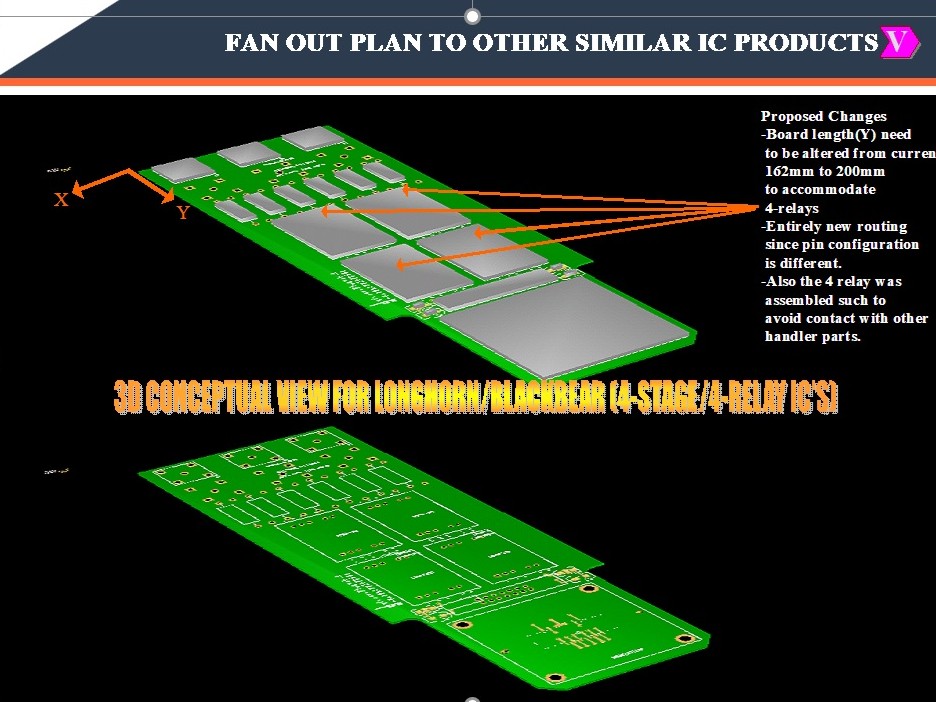 FAN OUT PLAN TO OTHER SIMILAR IC PRODUCTS V
Proposed Changes
-Board length(Y) need
to be altered from curren
162mm to 200mm
to accommodate
4-relays
-Entirely new routing
since pin configuration
is different.
-Also the 4 relay was
assembled such to
avoid contact with other
handler parts.
X
Y
3D CONCEPTUAL VIEW FOR LONGHORN/BLACKBEAR (4-STAGE/4-RELAY IC'S)